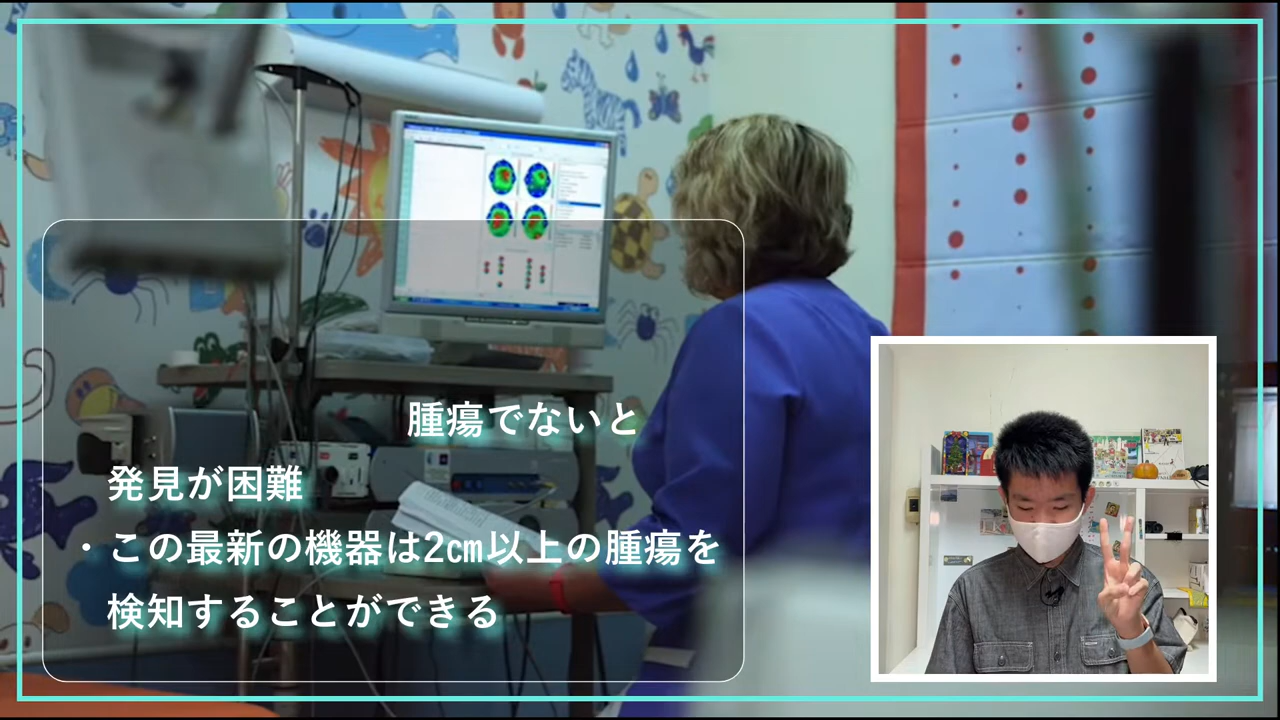 腫瘍でないと
発見が困難
・この最新の機器は2㎝以上の腫瘍を
検知することができる